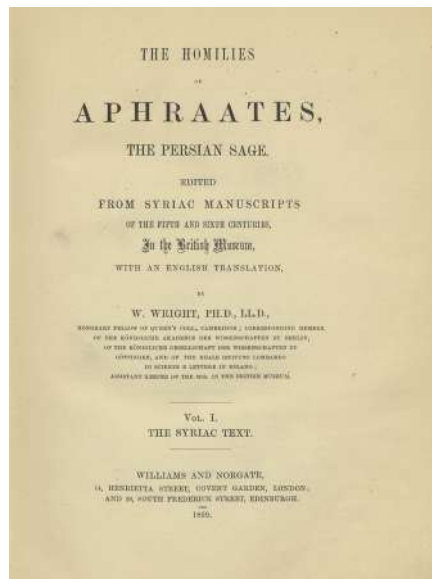 THE HOMILIES
OF
APHRAATES,
THE PERSIAN SAGE.
EDITED
FROM SYRIAC MANUSCRIPTS
OF THE FIFTH AND SIXTH CENTURIES,
In the British Museum,
WITH AN ENGLISH TRANSLATION,
BY
W. WRIGHT, PH.D., LL.D.,
HONORARY FELLOW OF QUEEN'S COLL., CAMBRIDGE; CORRESPONDING MEMBER
OF THE KÖNIGLICHE AKADEMIE DER WISSENSCHAFTEN ZU BERLIN,
OF THE KÖNIGLICHE GESELLSCHAFT DER WISSENSCHAFTEN ZU
GÖTTINGEN, AND OF THE REALE ISTITUTO LOMBARDO
DI SCIENZE E LETTERE IN MILANO;
ASSISTANT KEEPER OF THE MSS. IN THE BRITISH MUSEUM.
VOL. I.
THE SYRIAC TEXT.
WILLIAMS AND NORGATE,
14, HENRIETTA STREET, COVENT GARDEN, LONDON;
AND 20, SOUTH FREDERICK STREET, EDINBURGH.
1869.